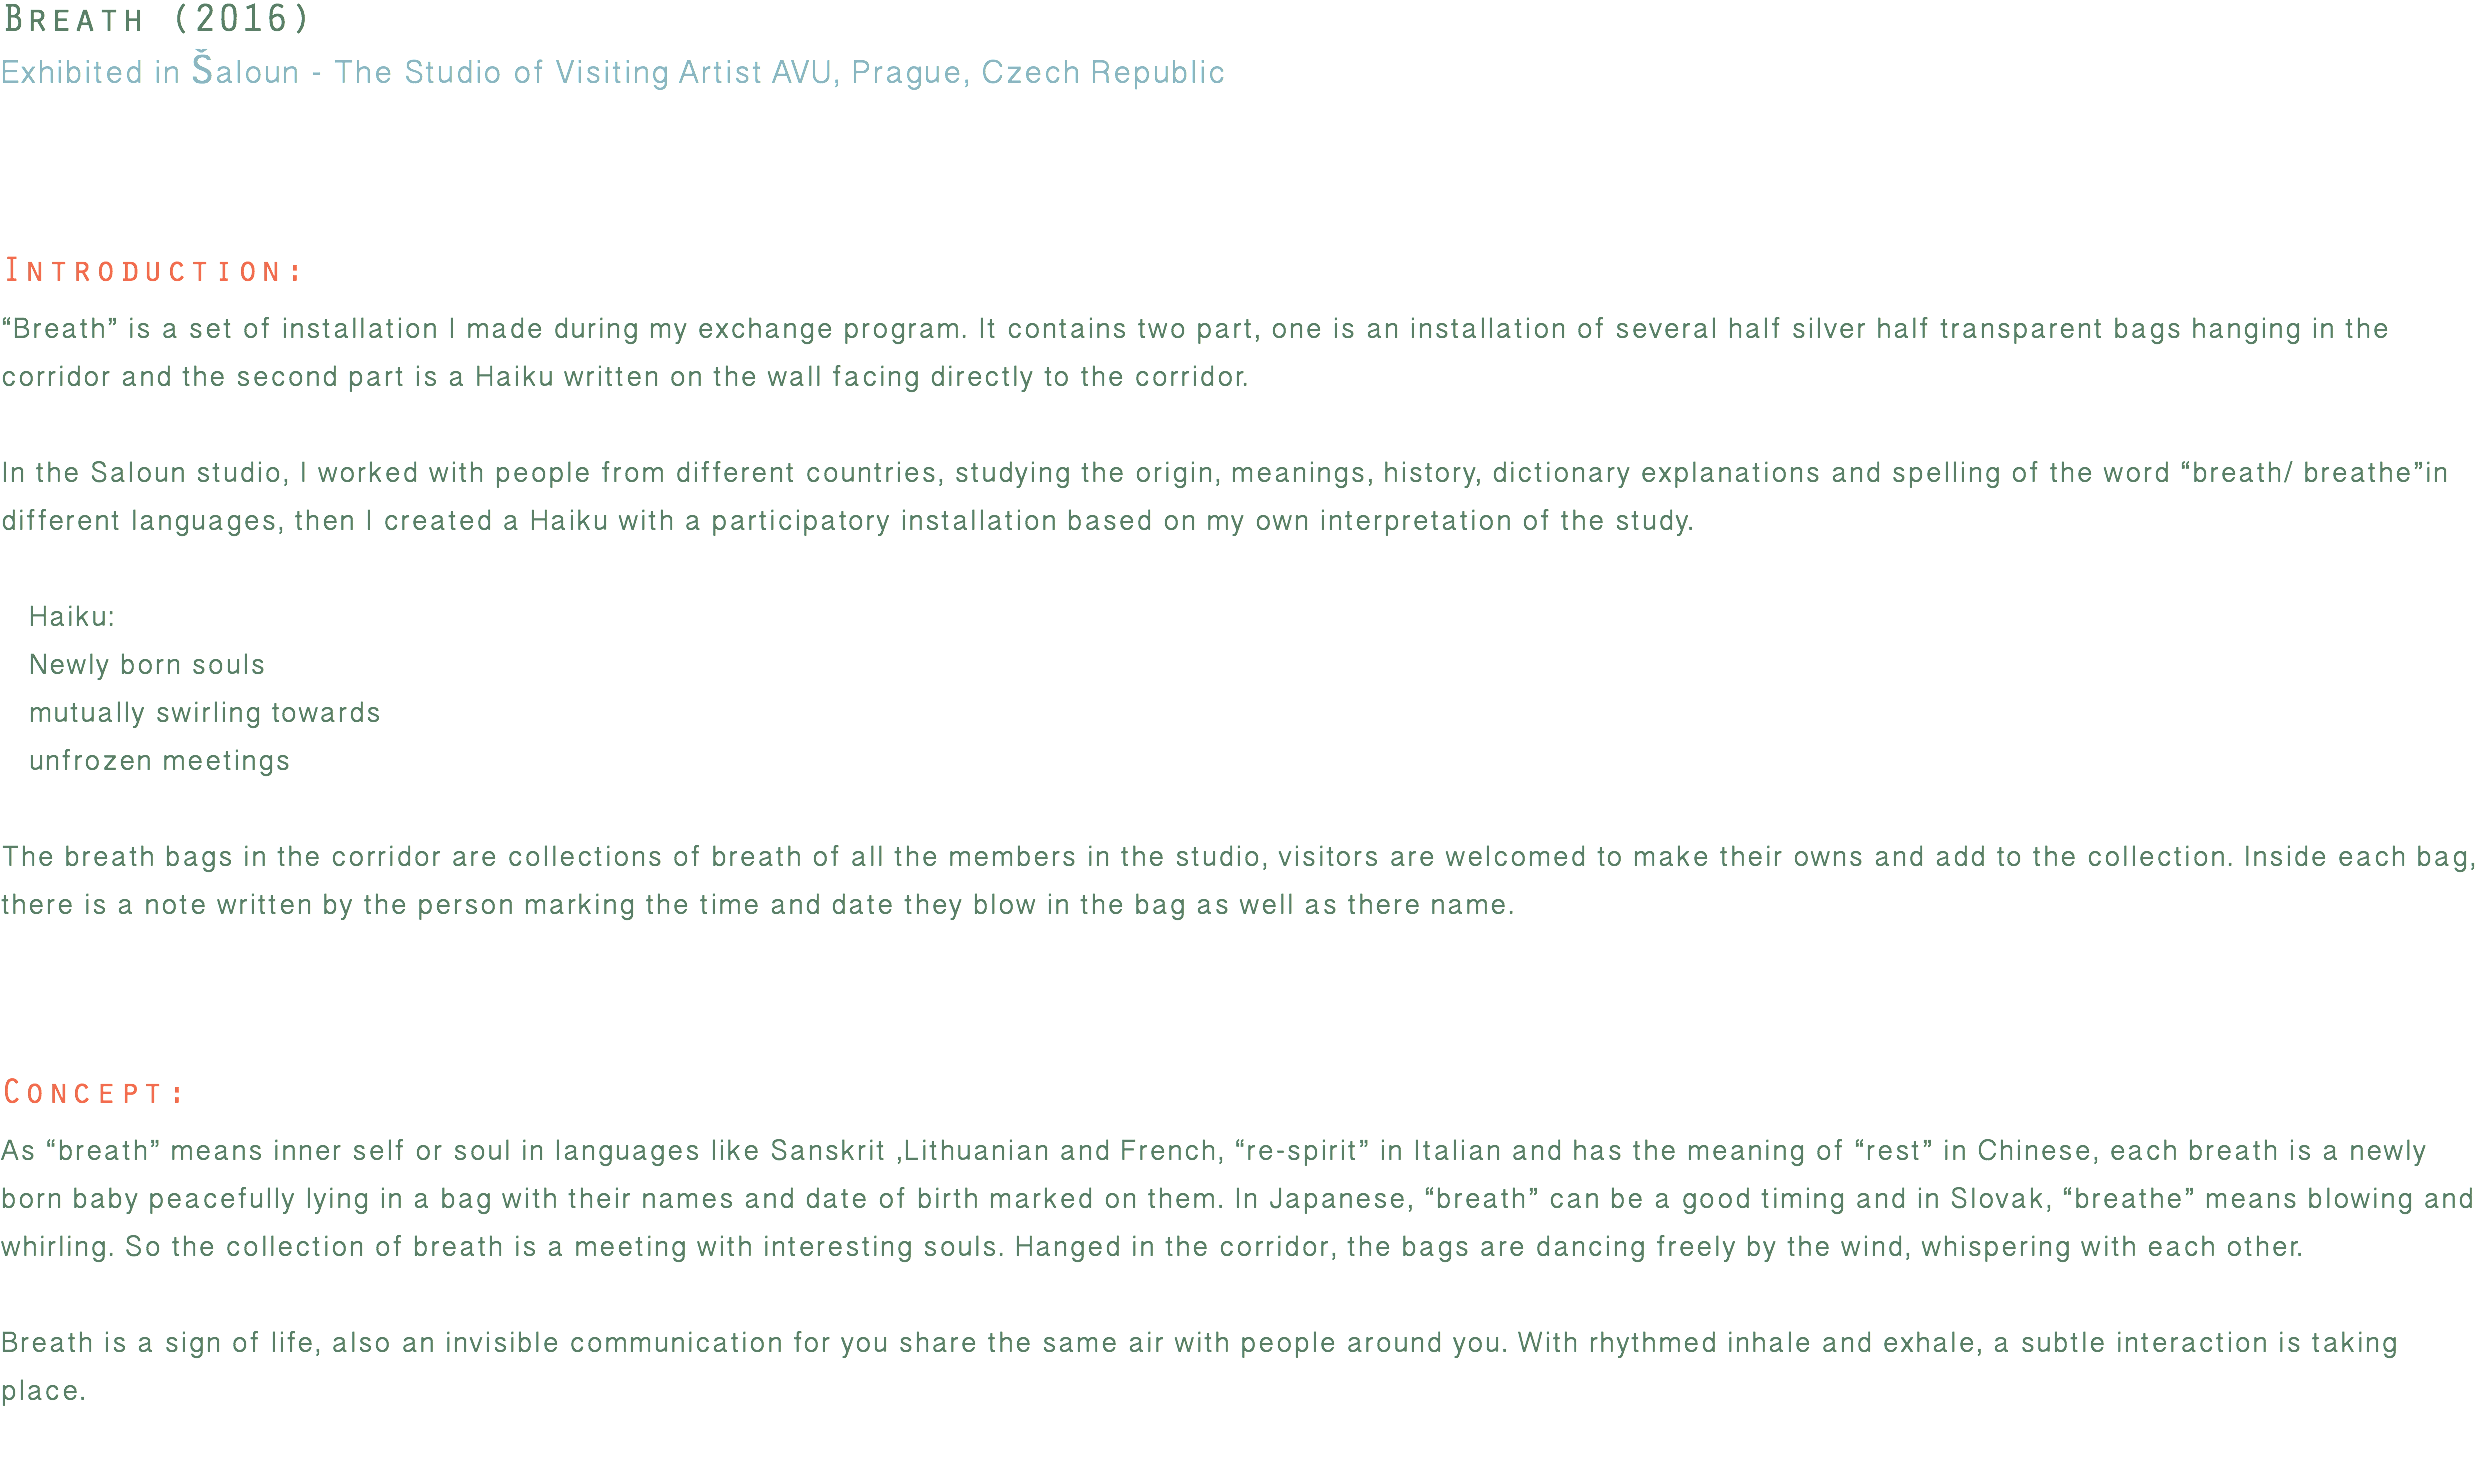 Breath (2016)
Exhibited in Šaloun - The Studio of Visiting Artist AVU, Prague, Czech Republic
Introduction:
“Breath” is a set of installation I made during my exchange program. It contains two part, one is an installation of several half silver half transparent bags hanging in the
corridor and the second part is a Haiku written on the wall facing directly to the corridor.
In the Saloun studio, I worked with people from different countries, studying the origin, meanings, history, dictionary explanations and spelling of the word “breath/ breathe”in
different languages, then I created a Haiku with a participatory installation based on my own interpretation of the study.
Haiku:
Newly born souls
mutually swirling towards
unfrozen meetings
The breath bags in the corridor are collections of breath of all the members in the studio, visitors are welcomed to make their owns and add to the collection. Inside each bag,
there is a note written by the person marking the time and date they blow in the bag as well as there name.
Concept:
As “breath” means inner self or soul in languages like Sanskrit ,Lithuanian and French, “re-spirit” in Italian and has the meaning of “rest” in Chinese, each breath is a newly
born baby peacefully lying in a bag with their names and date of birth marked on them. In Japanese, “breath” can be a good timing and in Slovak, “breathe” means blowing and
whirling. So the collection of breath is a meeting with interesting souls. Hanged in the corridor, the bags are dancing freely by the wind, whispering with each other.
Breath is a sign of life, also an invisible communication for you share the same air with people around you. With rhythmed inhale and exhale, a subtle interaction is taking
place.